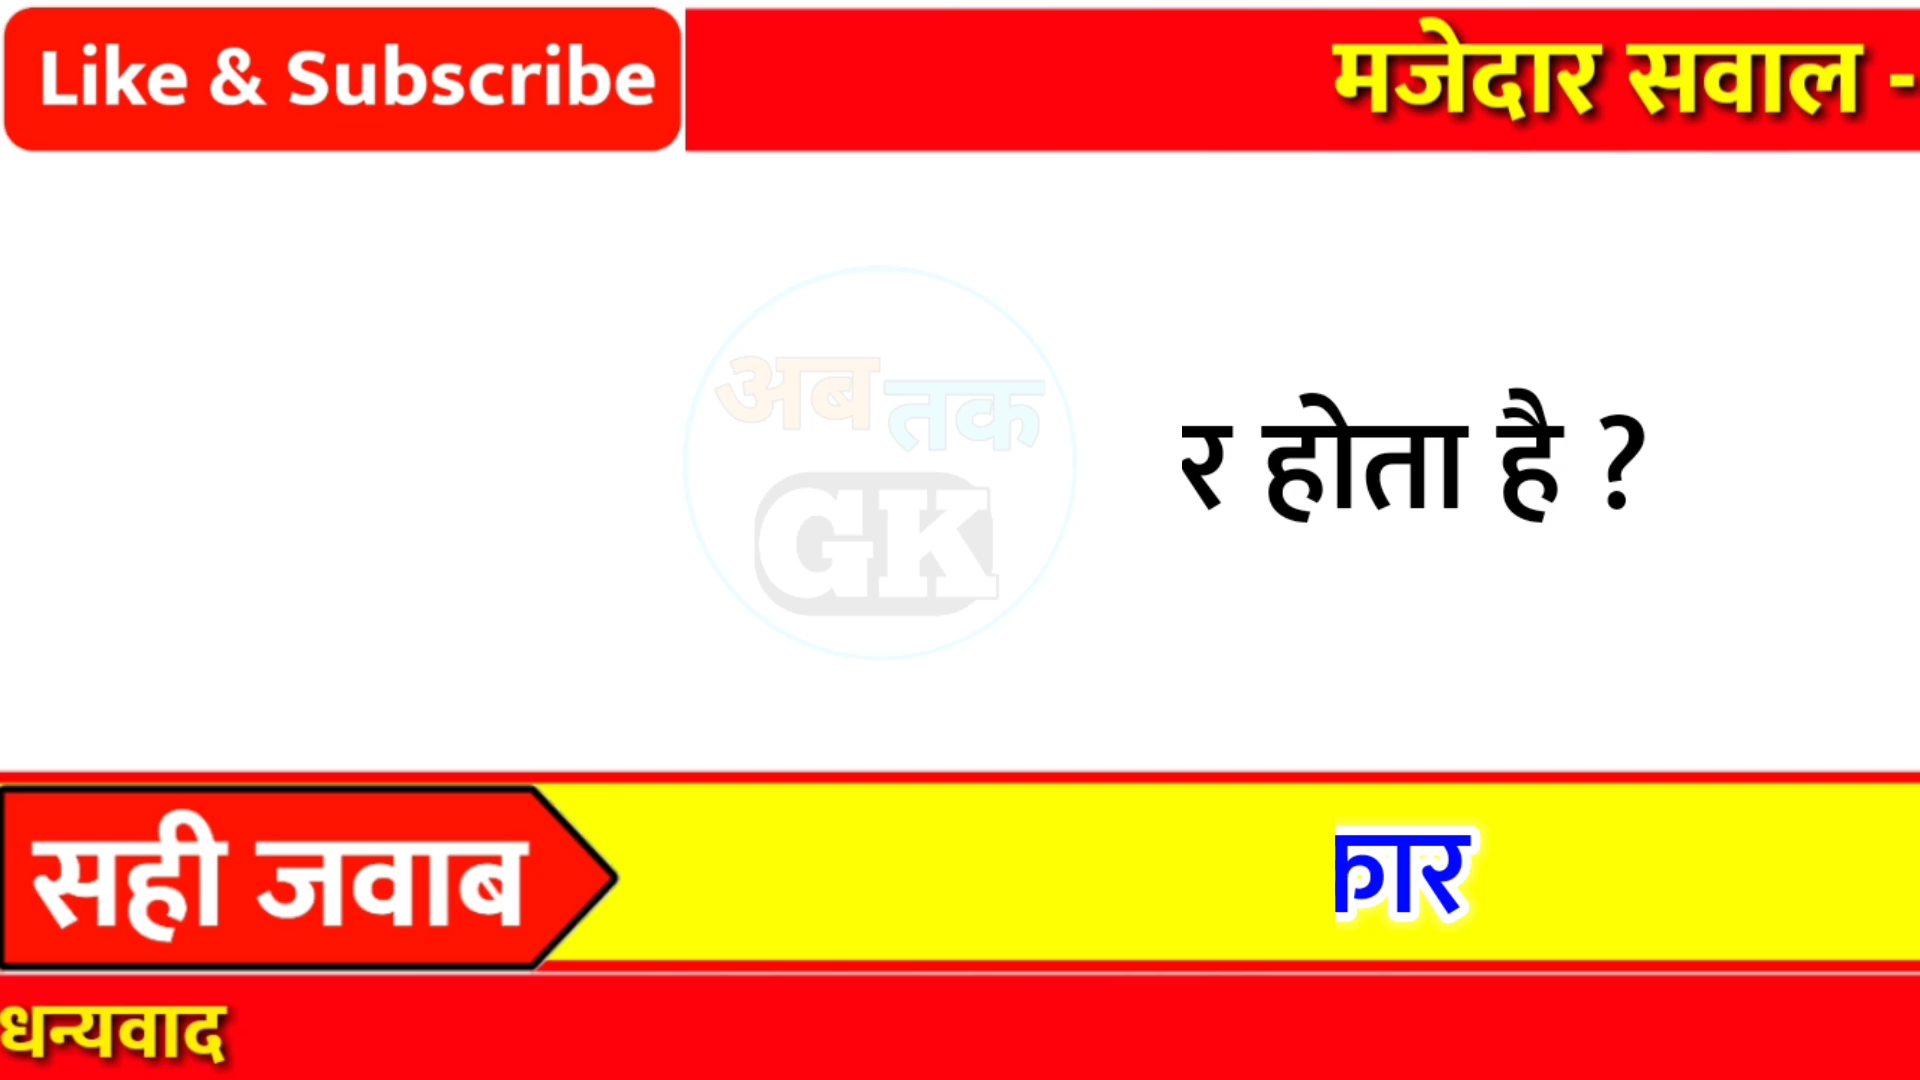 Like & Subscribe
मजेदार सवाल -
अब तक
GK
र होता है ?
सही जवाब
कार
धन्यवाद